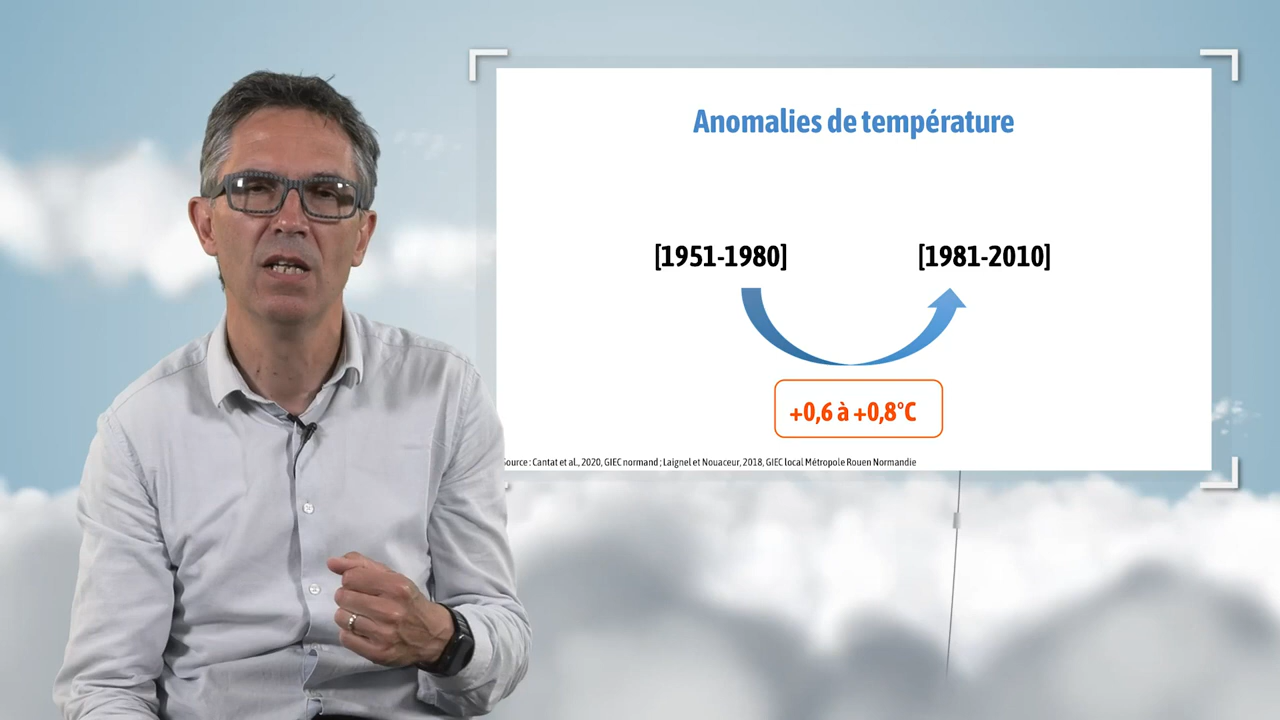 Anomalies de température
[1951-1980] [1981-2010]
+0,6 à +0,8°C
Source : Cantat et al., 2020, GIEC normand ; Laignel et Nouaceur, 2018, GIEC local Métropole Rouen Normandie